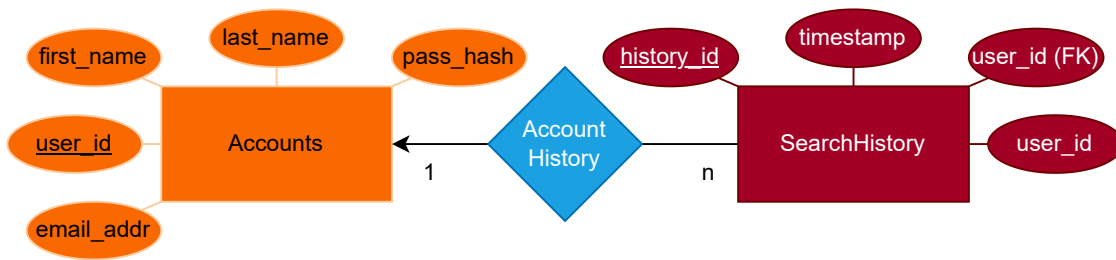 last_name
timestamp
first_name
pass_hash
history_id
user_id (FK)
user_id
Accounts
Account
History
SearchHistory
user_id
1
n
email_addr